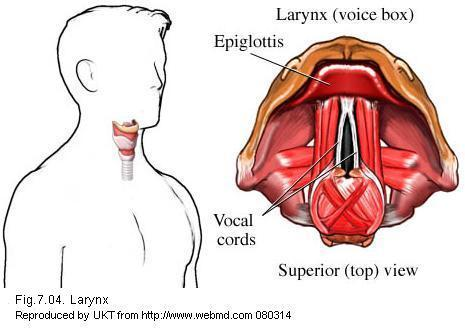 Larynx (voice box)
Epiglottis
Vocal
cords
Superior (top) view
Fig.7.04. Larynx
Reproduced by UKT from http://www.webmd.com 080314